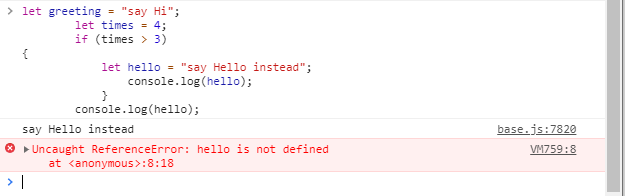 let greeting = "say Hi";
let times = 4;
if (times > 3)
{
let hello = "say Hello instead";
console.log(hello);
}
console.log(hello);
say Hello instead base.js:7820
Uncaught ReferenceError: hello is not defined VM759:8
at <anonymous>:8:18